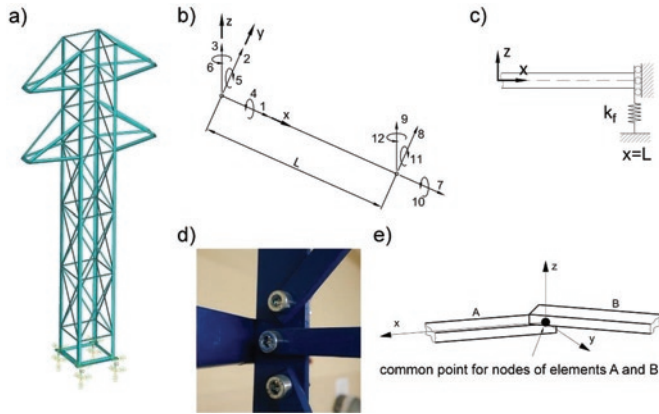 a)
b)
z
y
3
2
6
5
4
1
x
L
9
8
12
11
7
10
c)
z
x
k_f
x=L
d)
e)
z
A
B
x
y
common point for nodes of elements A and B